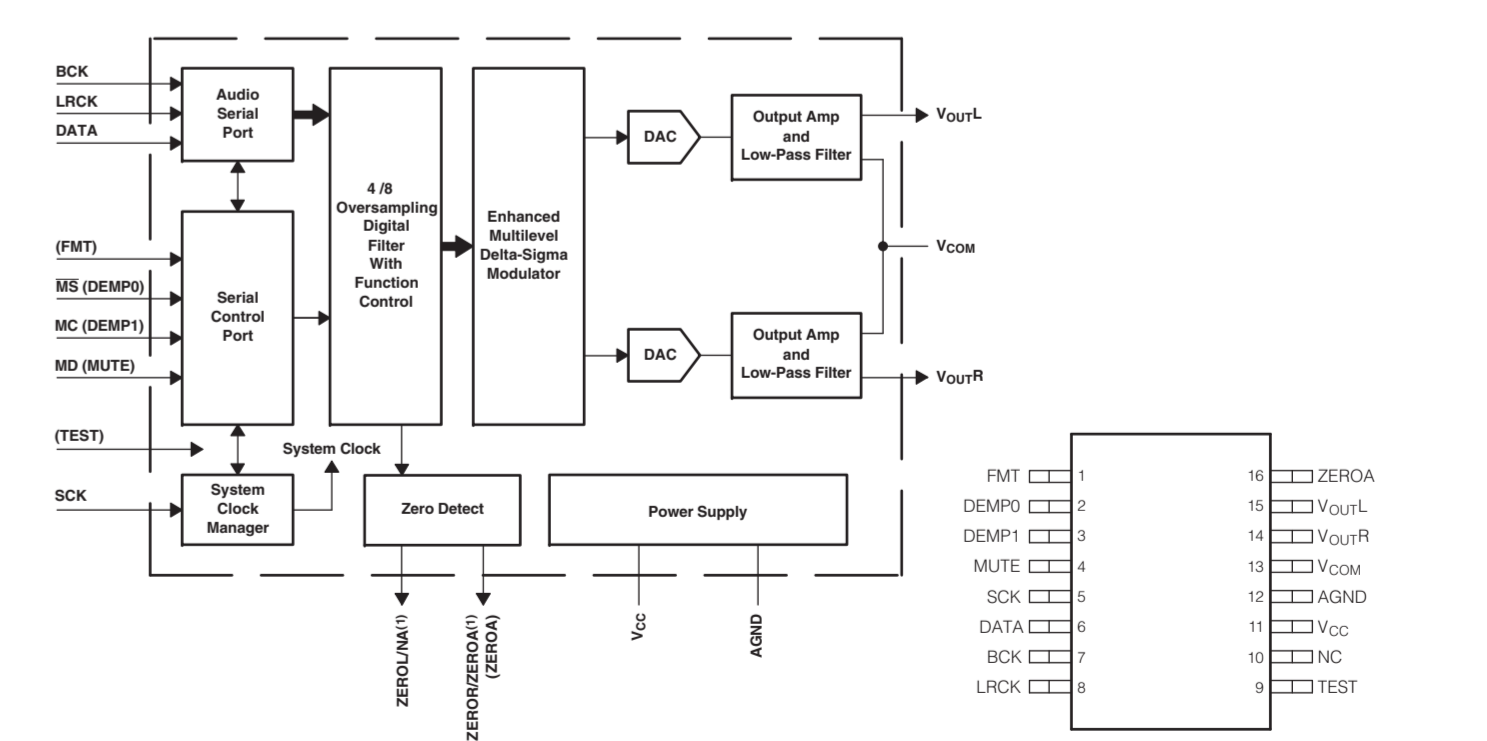 BCK
LRCK
DATA
Audio
Serial
Port
(FMT)
MS (DEMP0)
MC (DEMP1)
MD (MUTE)
Serial
Control
Port
(TEST)
SCK
System
Clock
Manager
System Clock
4 /8
Oversampling
Digital
Filter
With
Function
Control
Enhanced
Multilevel
Delta-Sigma
Modulator
DAC
Output Amp
and
Low-Pass Filter
VOUTL
VCOM
DAC
Output Amp
and
Low-Pass Filter
VOUTR
Zero Detect
Power Supply
ZEROL/NA(1)
ZEROR/ZEROA(1)
(ZEROA)
VCC
AGND
FMT 1 16 ZEROA
DEMP0 2 15 VOUTL
DEMP1 3 14 VOUTR
MUTE 4 13 VCOM
SCK 5 12 AGND
DATA 6 11 VCC
BCK 7 10 NC
LRCK 8 9 TEST